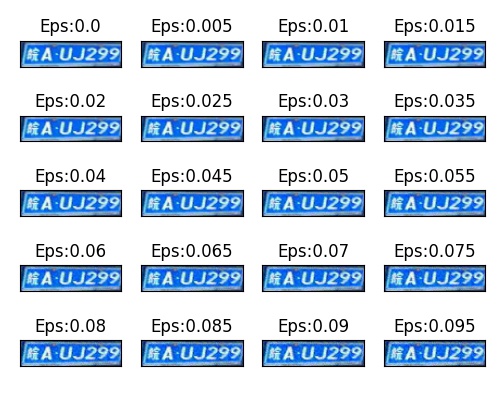 Eps:0.0 Eps:0.005 Eps:0.01 Eps:0.015
皖A·UJ299 皖A·UJ299 皖A·UJ299 皖A·UJ299
Eps:0.02 Eps:0.025 Eps:0.03 Eps:0.035
皖A·UJ299 皖A·UJ299 皖A·UJ299 皖A·UJ299
Eps:0.04 Eps:0.045 Eps:0.05 Eps:0.055
皖A·UJ299 皖A·UJ299 皖A·UJ299 皖A·UJ299
Eps:0.06 Eps:0.065 Eps:0.07 Eps:0.075
皖A·UJ299 皖A·UJ299 皖A·UJ299 皖A·UJ299
Eps:0.08 Eps:0.085 Eps:0.09 Eps:0.095
皖A·UJ299 皖A·UJ299 皖A·UJ299 皖A·UJ299